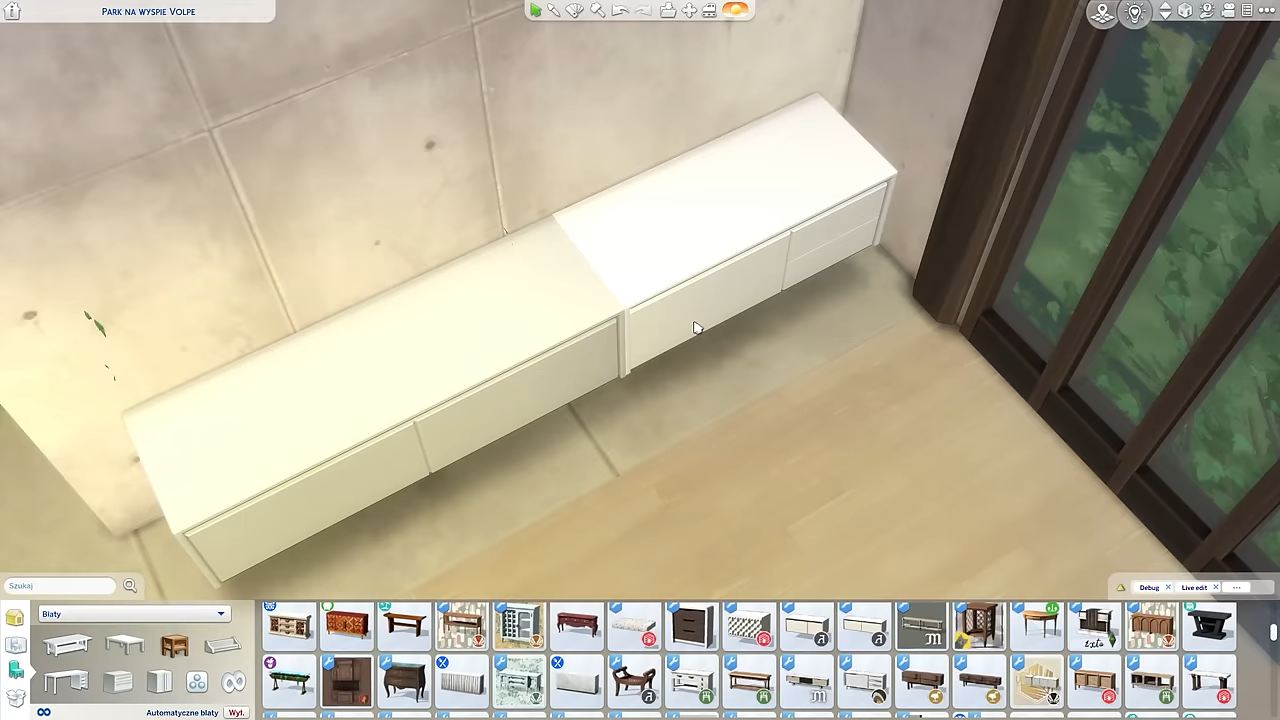 Park na wyspie Volpe
Szukaj
Debug
Live edit
Blaty
Automatyczne blaty
Wył.